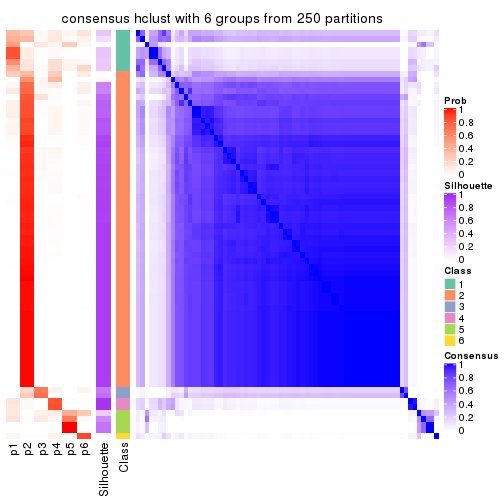 consensus hclust with 6 groups from 250 partitions
Prob
1
0.8
0.6
0.4
0.2
0
Silhouette
1
0.8
0.6
0.4
0.2
0
Class
1
2
3
4
5
6
Consensus
1
0.8
0.6
0.4
0.2
0
p1
p2
p3
p4
p5
p6
Silhouette
Class